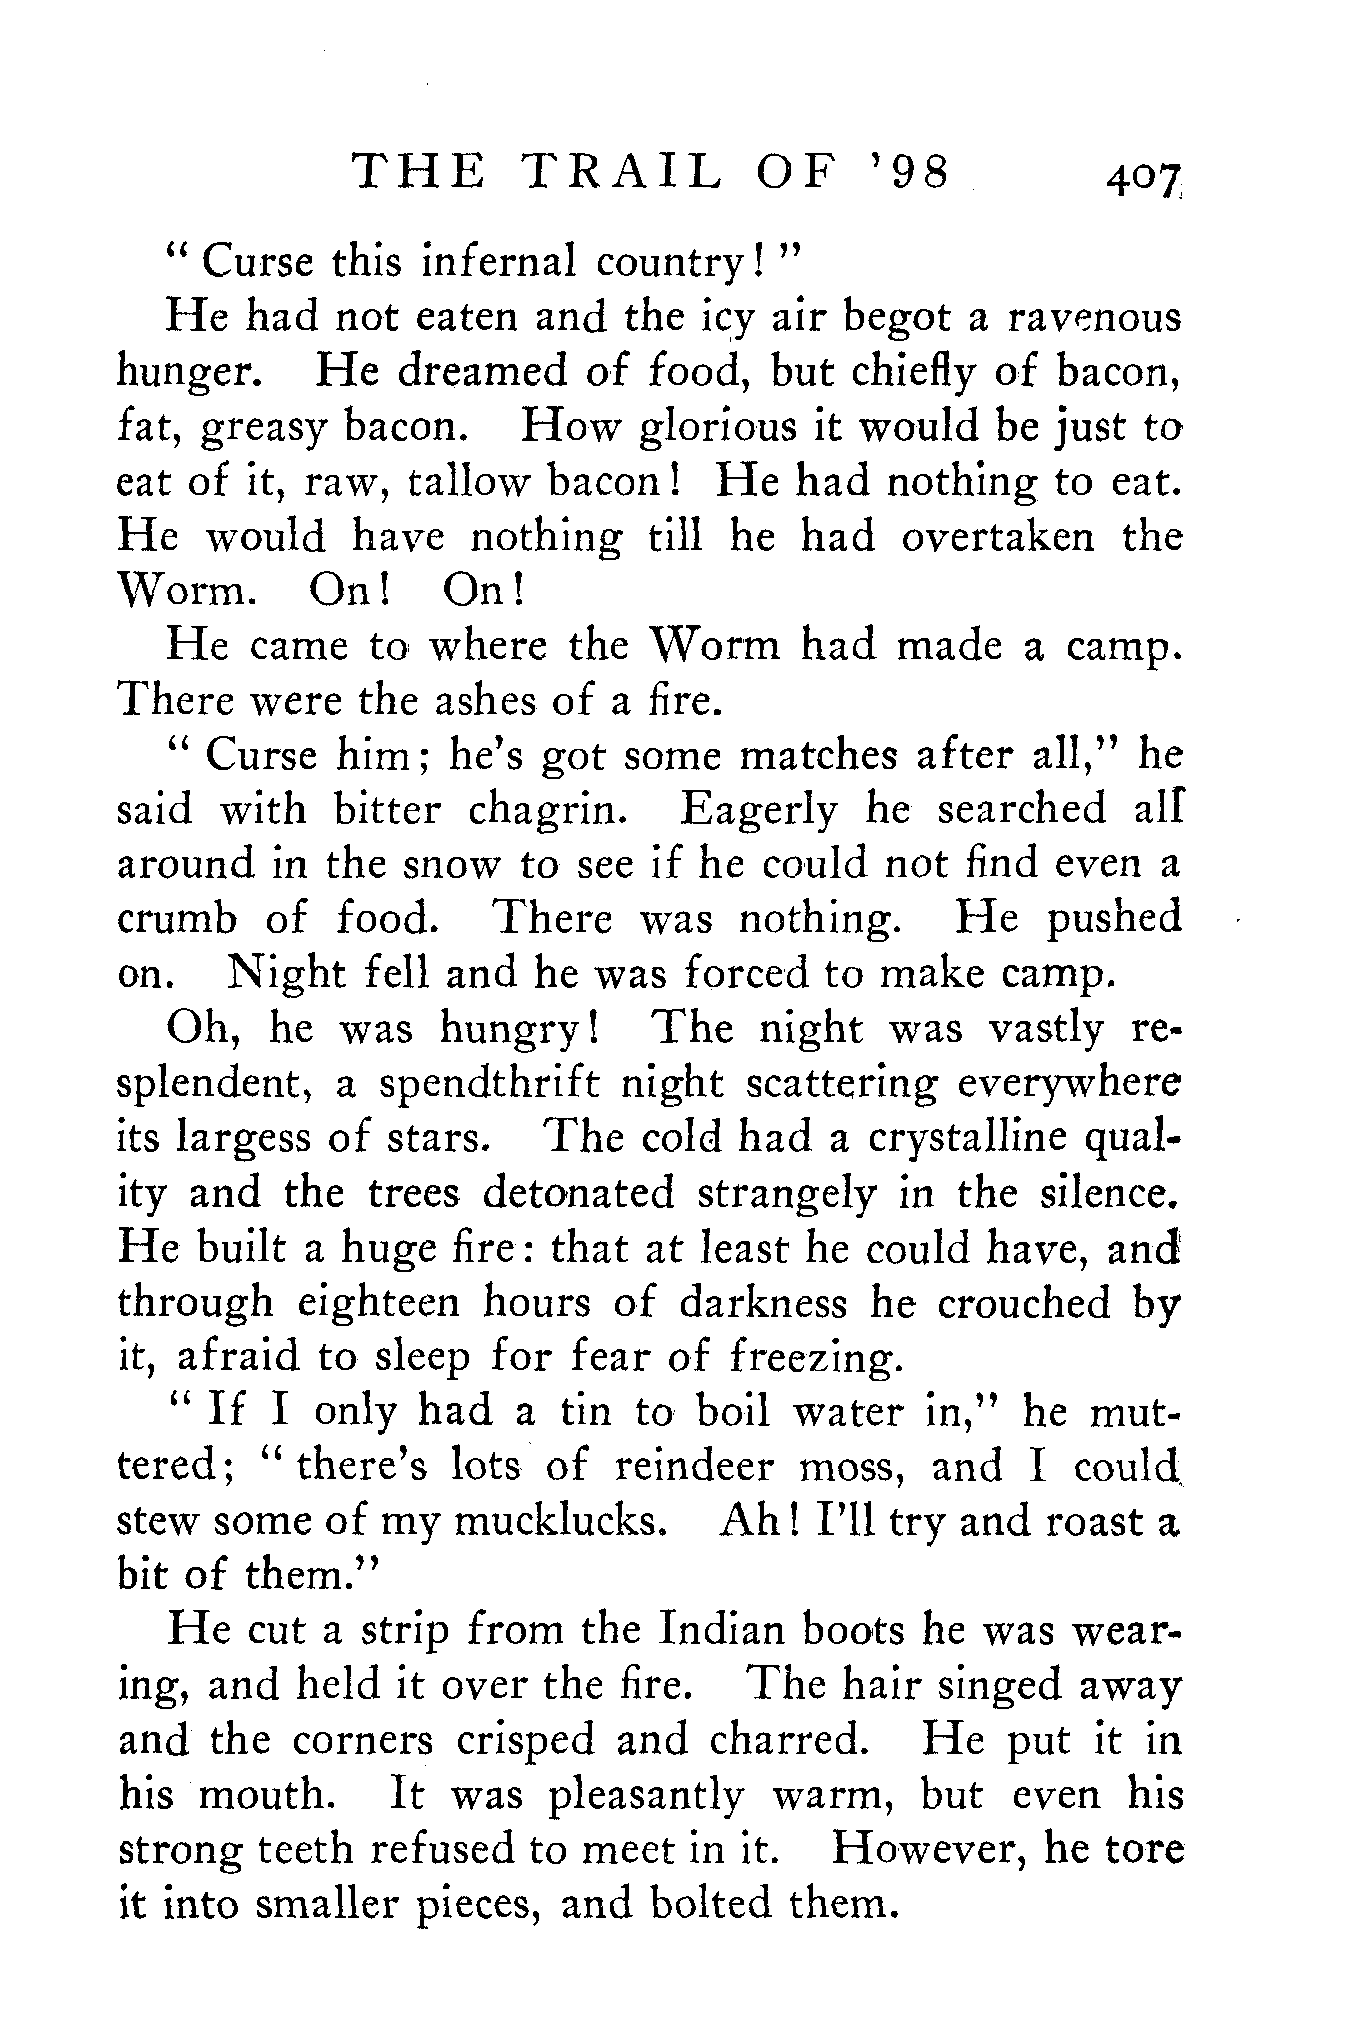 THE TRAIL OF '98 407
" Curse this infernal country! "
He had not eaten and the icy air begot a ravenous
hunger. He dreamed of food, but chiefly of bacon,
fat, greasy bacon. How glorious it would be just to
eat of it, raw, tallow bacon! He had nothing to eat.
He would have nothing till he had overtaken the
Worm. On! On!
He came to where the Worm had made a camp.
There were the ashes of a fire.
" Curse him; he's got some matches after all," he
said with bitter chagrin. Eagerly he searched all
around in the snow to see if he could not find even a
crumb of food. There was nothing. He pushed
on. Night fell and he was forced to make camp.
Oh, he was hungry! The night was vastly re-
splendent, a spendthrift night scattering everywhere
its largess of stars. The cold had a crystalline qual-
ity and the trees detonated strangely in the silence.
He built a huge fire: that at least he could have, and
through eighteen hours of darkness he crouched by
it, afraid to sleep for fear of freezing.
" If I only had a tin to boil water in," he mut-
tered; " there's lots of reindeer moss, and I could
stew some of my mucklucks. Ah! I'll try and roast a
bit of them."
He cut a strip from the Indian boots he was wear-
ing, and held it over the fire. The hair singed away
and the corners crisped and charred. He put it in
his mouth. It was pleasantly warm, but even his
strong teeth refused to meet in it. However, he tore
it into smaller pieces, and bolted them.